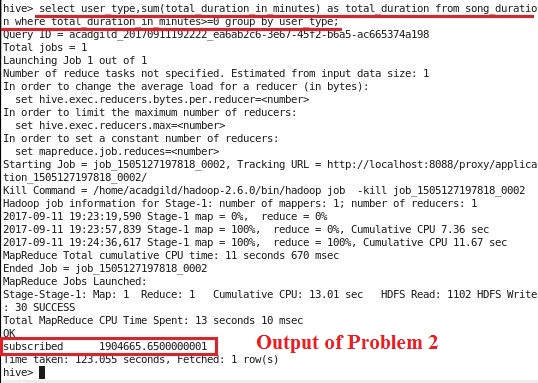 hive> select user_type,sum(total_duration_in_minutes) as total_duration from song_duratio
n where total_duration_in_minutes>=0 group by user_type;
Query ID = acadgild_20170911192222_ea6ab2c6-3e67-45f2-b6a5-ac665374a198
Total jobs = 1
Launching Job 1 out of 1
Number of reduce tasks not specified. Estimated from input data size: 1
In order to change the average load for a reducer (in bytes):
set hive.exec.reducers.bytes.per.reducer=<number>
In order to limit the maximum number of reducers:
set hive.exec.reducers.max=<number>
In order to set a constant number of reducers:
set mapreduce.job.reduces=<number>
Starting Job = job_1505127197818_0002, Tracking URL = http://localhost:8088/proxy/applica
tion_1505127197818_0002/
Kill Command = /home/acadgild/hadoop-2.6.0/bin/hadoop job  -kill job_1505127197818_0002
Hadoop job information for Stage-1: number of mappers: 1; number of reducers: 1
2017-09-11 19:23:19,590 Stage-1 map = 0%,  reduce = 0%
2017-09-11 19:23:57,839 Stage-1 map = 100%,  reduce = 0%, Cumulative CPU 7.36 sec
2017-09-11 19:24:36,617 Stage-1 map = 100%,  reduce = 100%, Cumulative CPU 11.67 sec
MapReduce Total cumulative CPU time: 11 seconds 670 msec
Ended Job = job_1505127197818_0002
MapReduce Jobs Launched:
Stage-Stage-1: Map: 1  Reduce: 1   Cumulative CPU: 13.01 sec   HDFS Read: 1102 HDFS Write
: 30 SUCCESS
Total MapReduce CPU Time Spent: 13 seconds 10 msec
OK
subscribed      1904665.6500000001
Output of Problem 2
Time taken: 123.055 seconds, Fetched: 1 row(s)
hive>